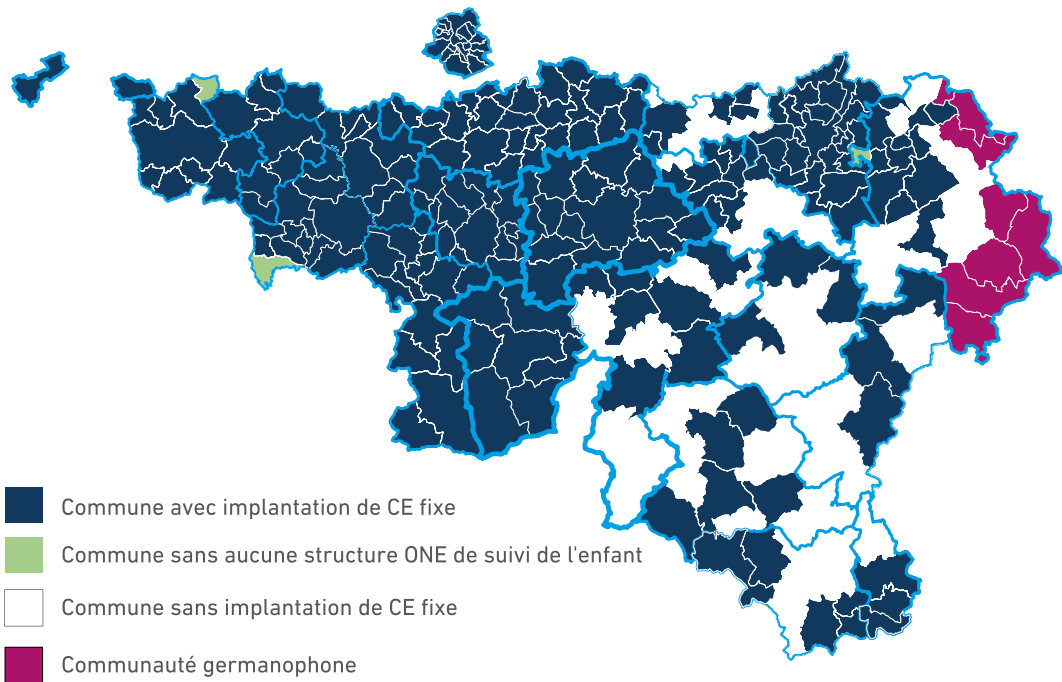 Commune avec implantation de CE fixe
Commune sans aucune structure ONE de suivi de l'enfant
Commune sans implantation de CE fixe
Communauté germanophone